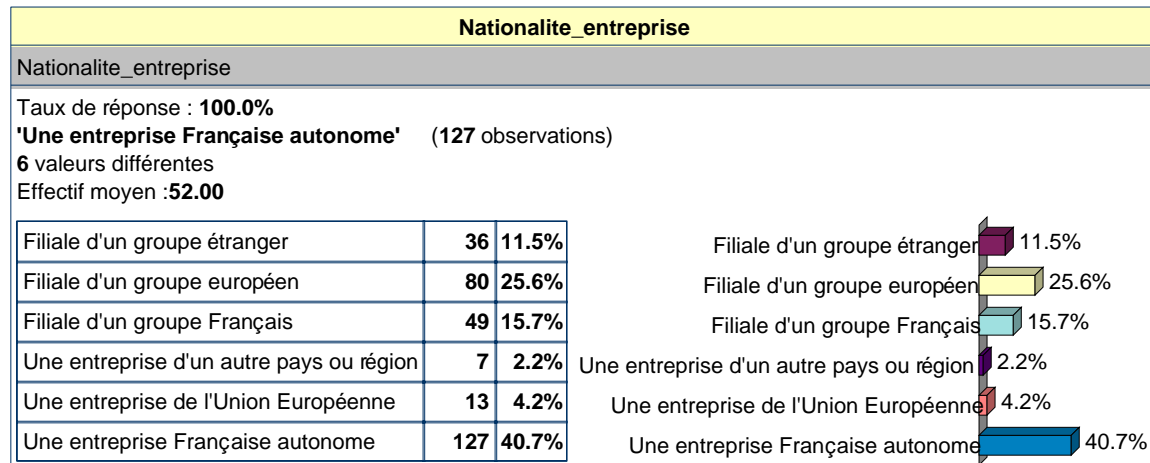 Nationalite_entreprise
Nationalite_entreprise
Taux de réponse : 100.0%
'Une entreprise Française autonome' (127 observations)
6 valeurs différentes
Effectif moyen :52.00
Filiale d'un groupe étranger 36 11.5%
Filiale d'un groupe européen 80 25.6%
Filiale d'un groupe Français 49 15.7%
Une entreprise d'un autre pays ou région 7 2.2%
Une entreprise de l'Union Européenne 13 4.2%
Une entreprise Française autonome 127 40.7%
Filiale d'un groupe étranger 11.5%
Filiale d'un groupe européen 25.6%
Filiale d'un groupe Français 15.7%
Une entreprise d'un autre pays ou région 2.2%
Une entreprise de l'Union Européenne 4.2%
Une entreprise Française autonome 40.7%